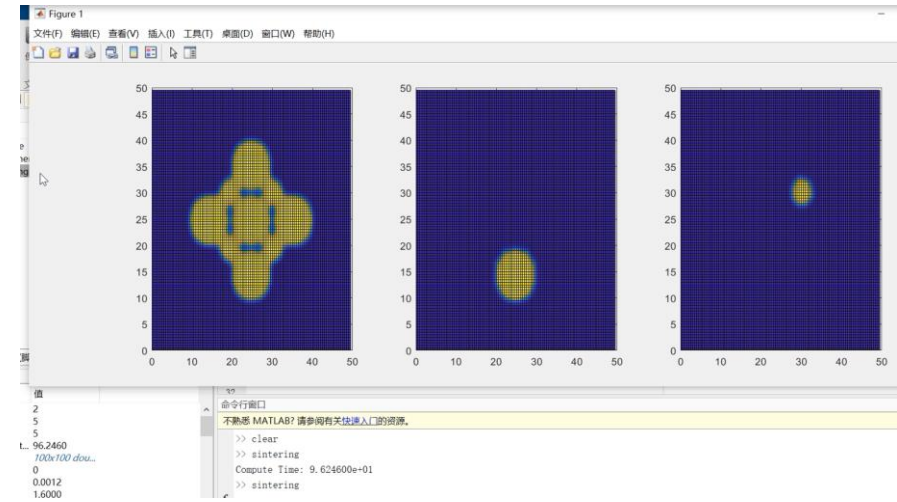 Figure 1
文件(F) 编辑(E) 查看(V) 插入(I) 工具(T) 桌面(D) 窗口(W) 帮助(H)
50 45 40 35 30 25 20 15 10 5 0
0 10 20 30 40 50
50 45 40 35 30 25 20 15 10 5 0
0 10 20 30 40 50
50 45 40 35 30 25 20 15 10 5 0
0 10 20 30 40 50
值
2
5
5
96.2460
100x100 dou...
0
0.0012
1.6000
命令行窗口
不熟悉 MATLAB? 请参阅有关快速入门的资源。
>> clear
>> sintering
Compute Time: 9.624600e+01
>> sintering